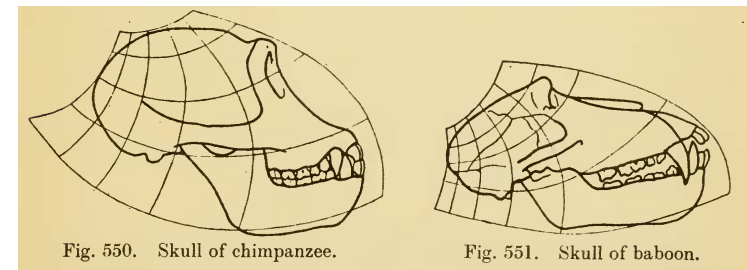 Fig. 550. Skull of chimpanzee.
Fig. 551. Skull of baboon.